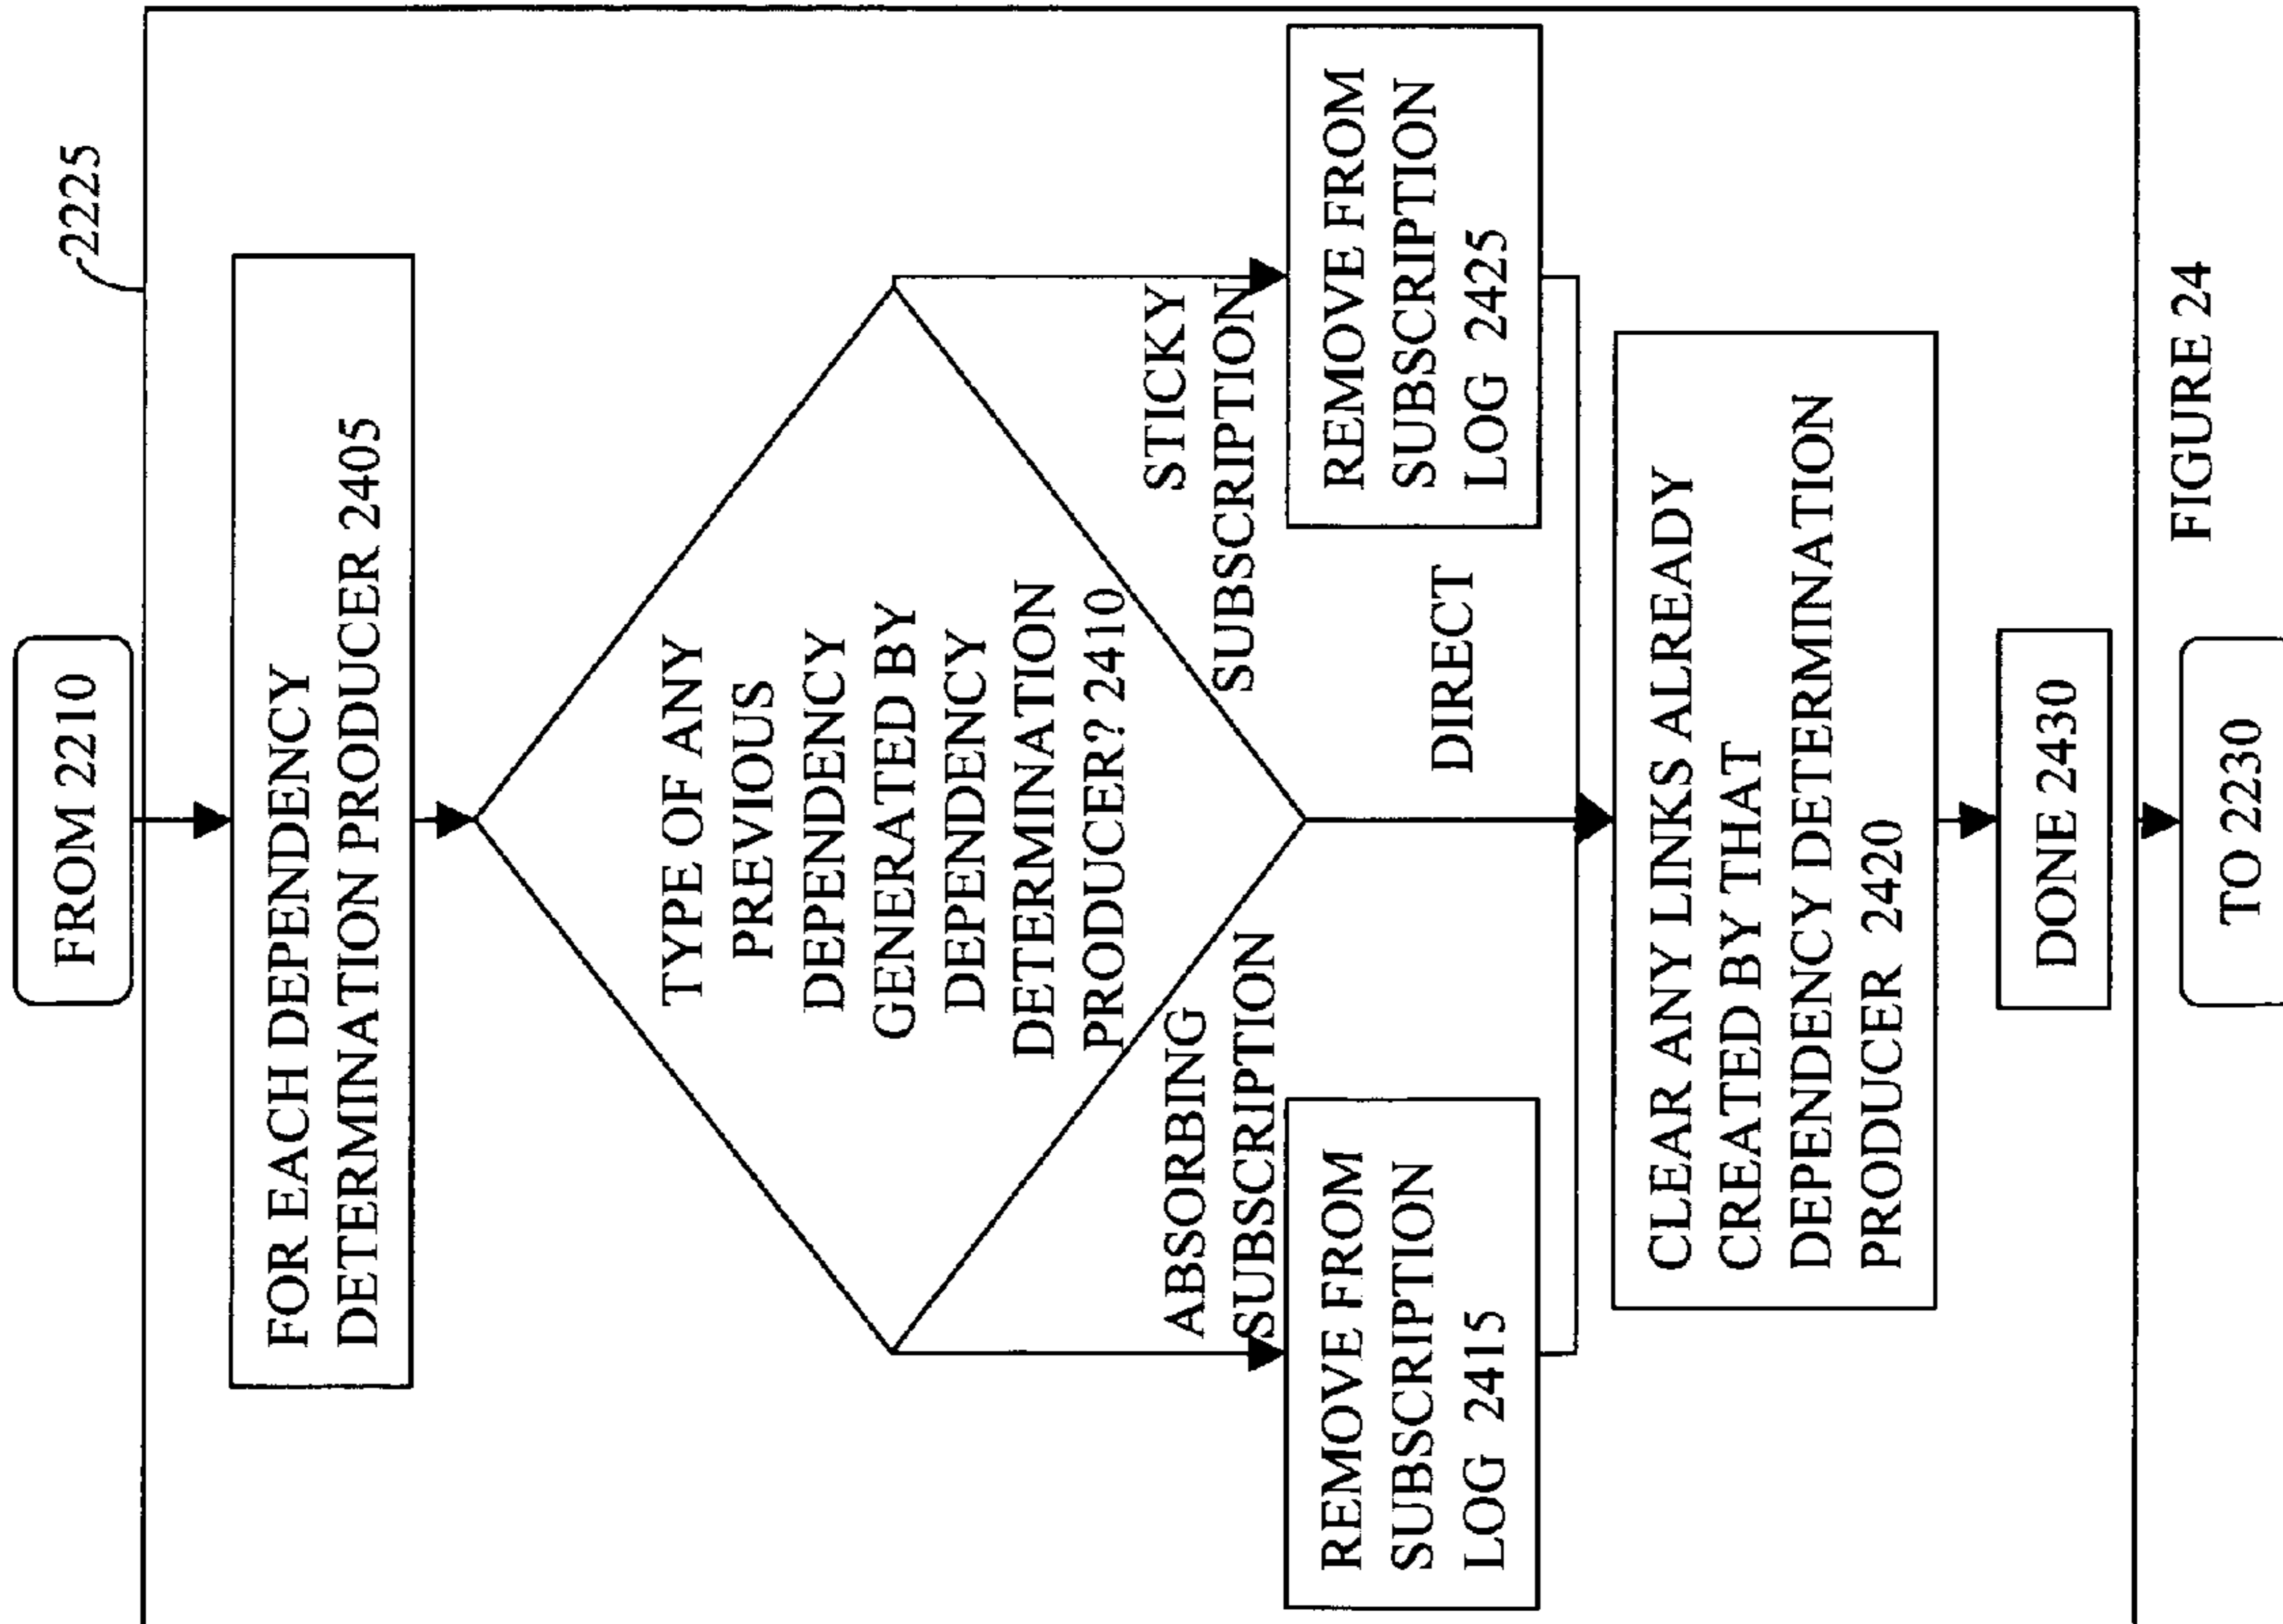 FROM 2210
2225
FOR EACH DEPENDENCY
DETERMINATION PRODUCER 2405
TYPE OF ANY
PREVIOUS
DEPENDENCY
GENERATED BY
DEPENDENCY
DETERMINATION
PRODUCER? 2410
ABSORBING
SUBSCRIPTION
STICKY
SUBSCRIPTION
REMOVE FROM
SUBSCRIPTION
LOG 2415
DIRECT
REMOVE FROM
SUBSCRIPTION
LOG 2425
CLEAR ANY LINKS ALREADY
CREATED BY THAT
DEPENDENCY DETERMINATION
PRODUCER 2420
DONE 2430
TO 2230
FIGURE 24